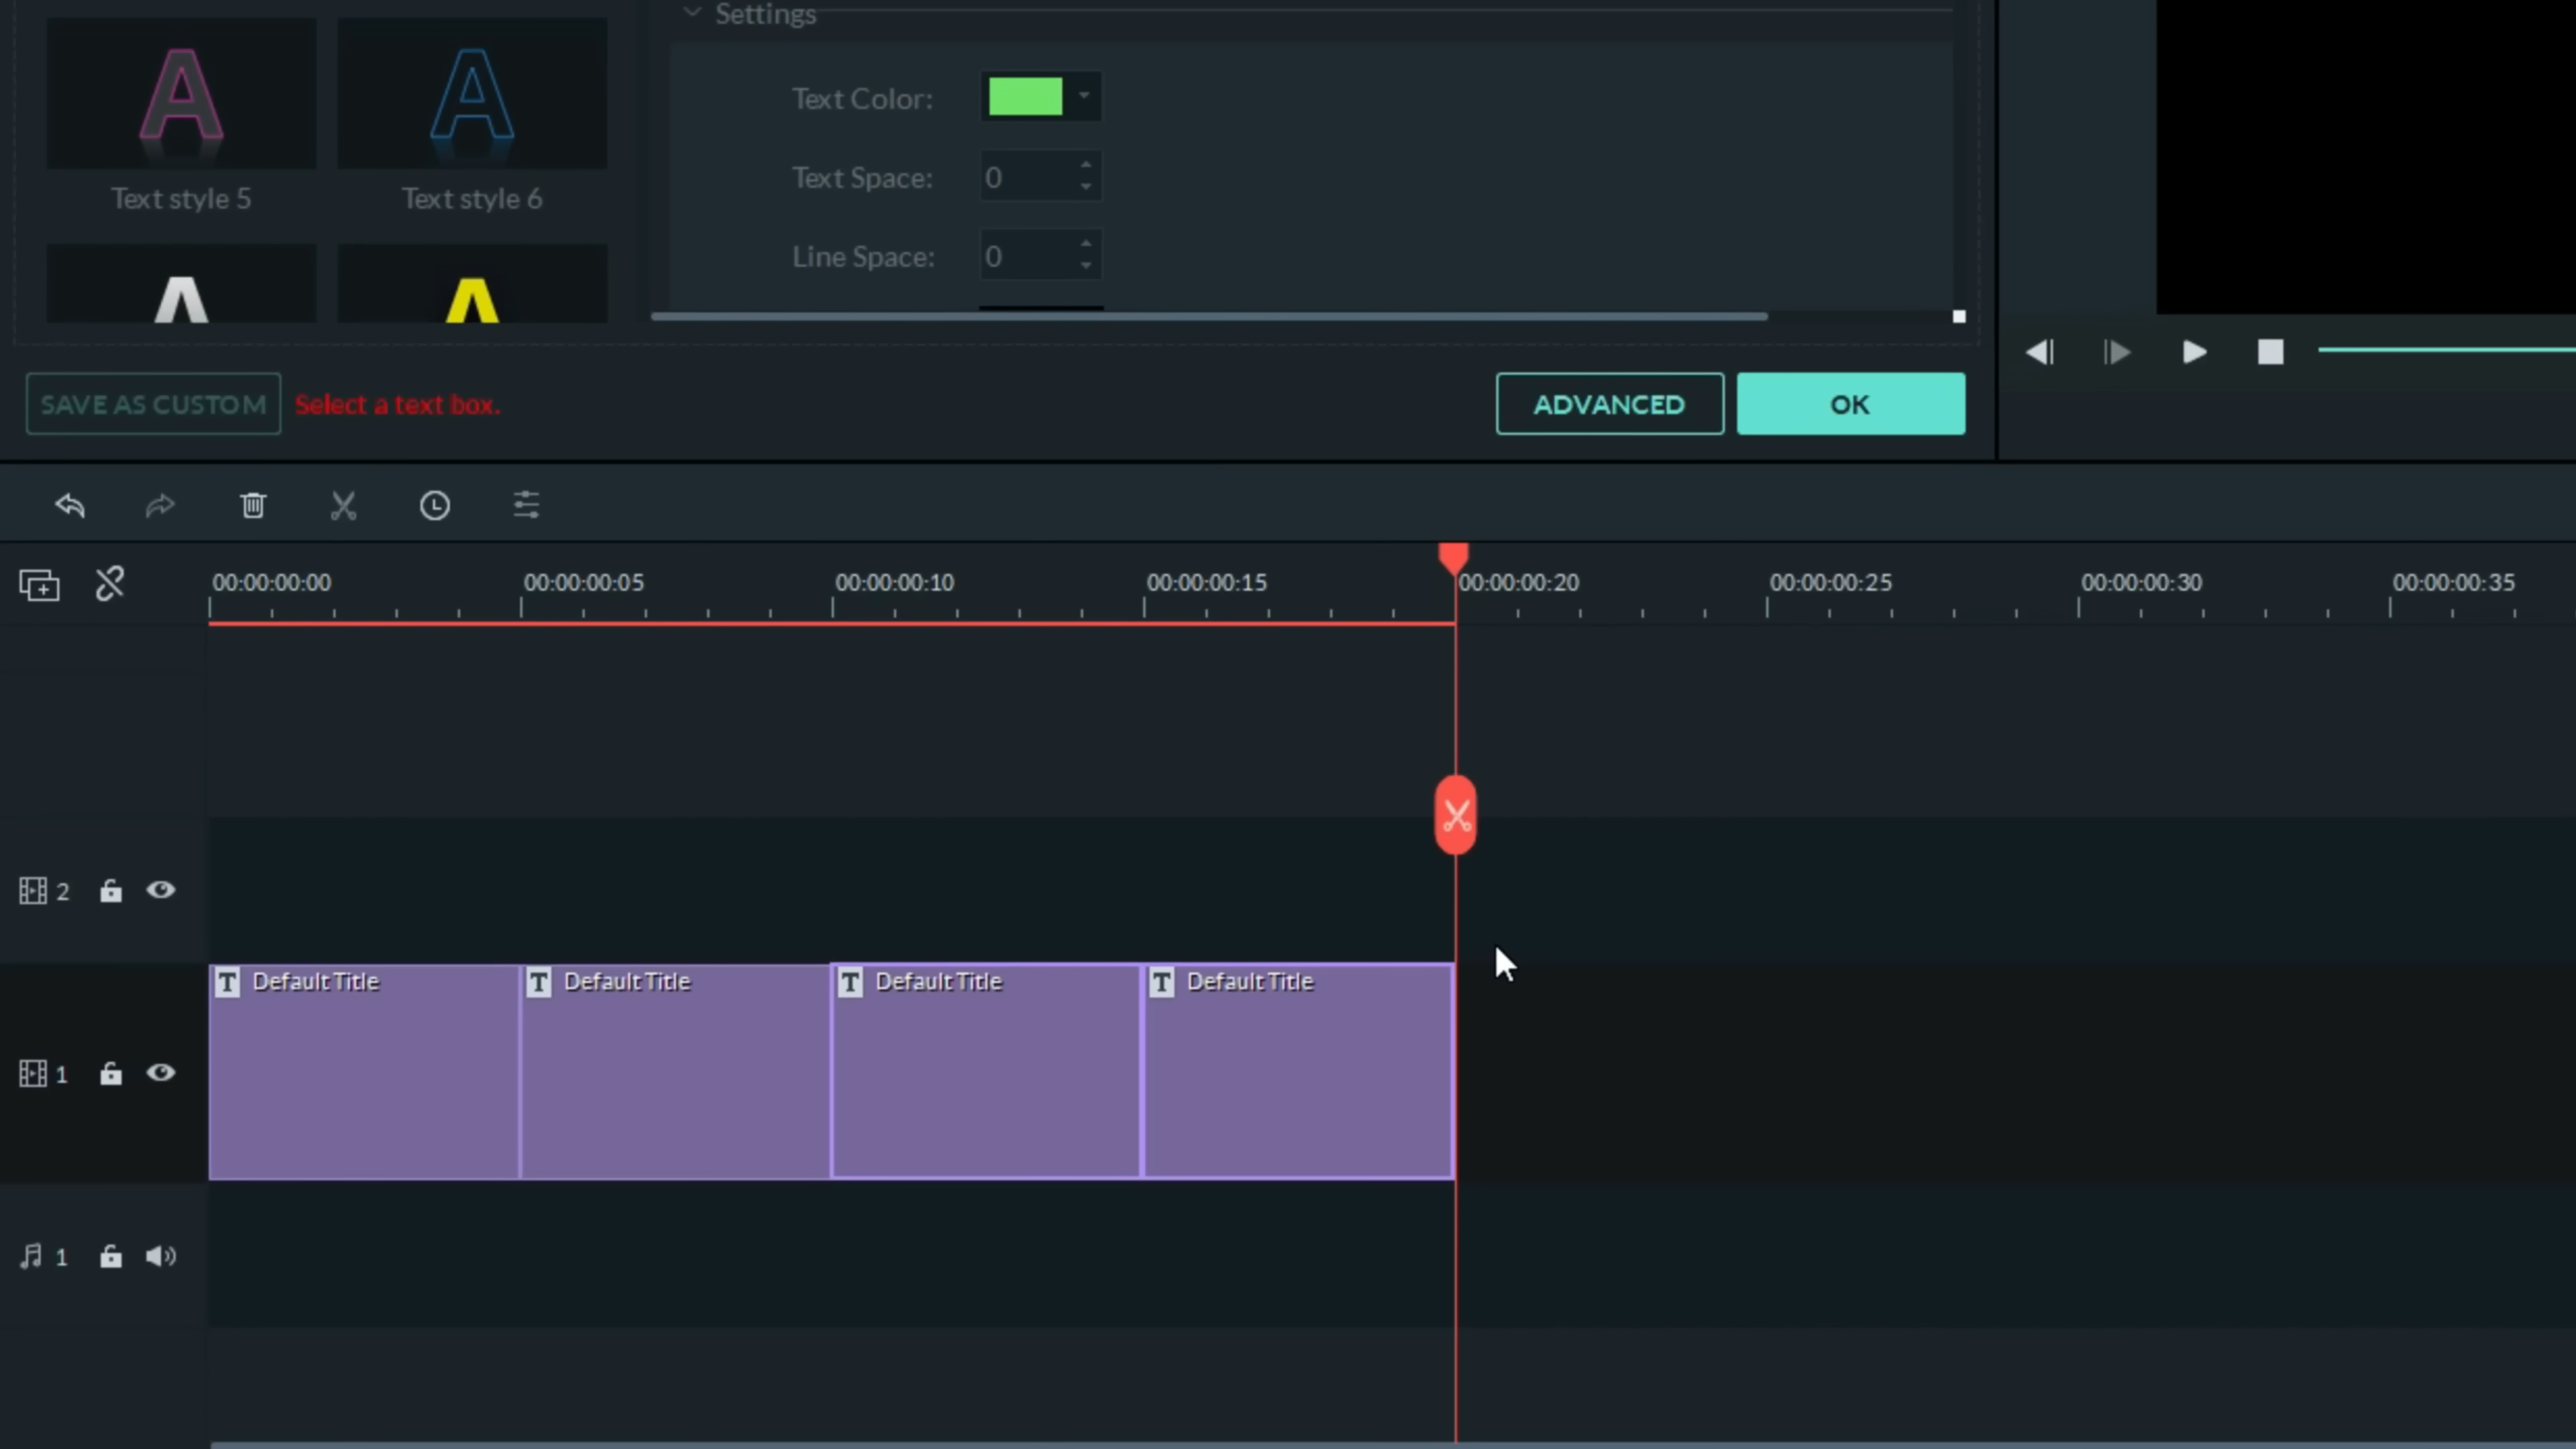 Settings
Text Color:
Text style 5
Text style 6
Text Space: 0
Line Space: 0
SAVE AS CUSTOM
Select a text box.
ADVANCED
OK
00:00:00:00
00:00:00:05
00:00:00:10
00:00:00:15
00:00:00:20
00:00:00:25
00:00:00:30
00:00:00:35
2
T Default Title
T Default Title
T Default Title
T Default Title
1
1